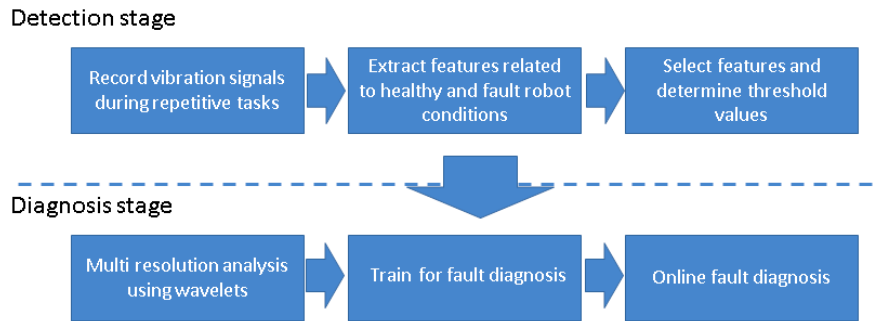 Detection stage
Record vibration signals
during repetitive tasks
Extract features related
to healthy and fault robot
conditions
Select features and
determine threshold
values
Diagnosis stage
Multi resolution analysis
using wavelets
Train for fault diagnosis
Online fault diagnosis